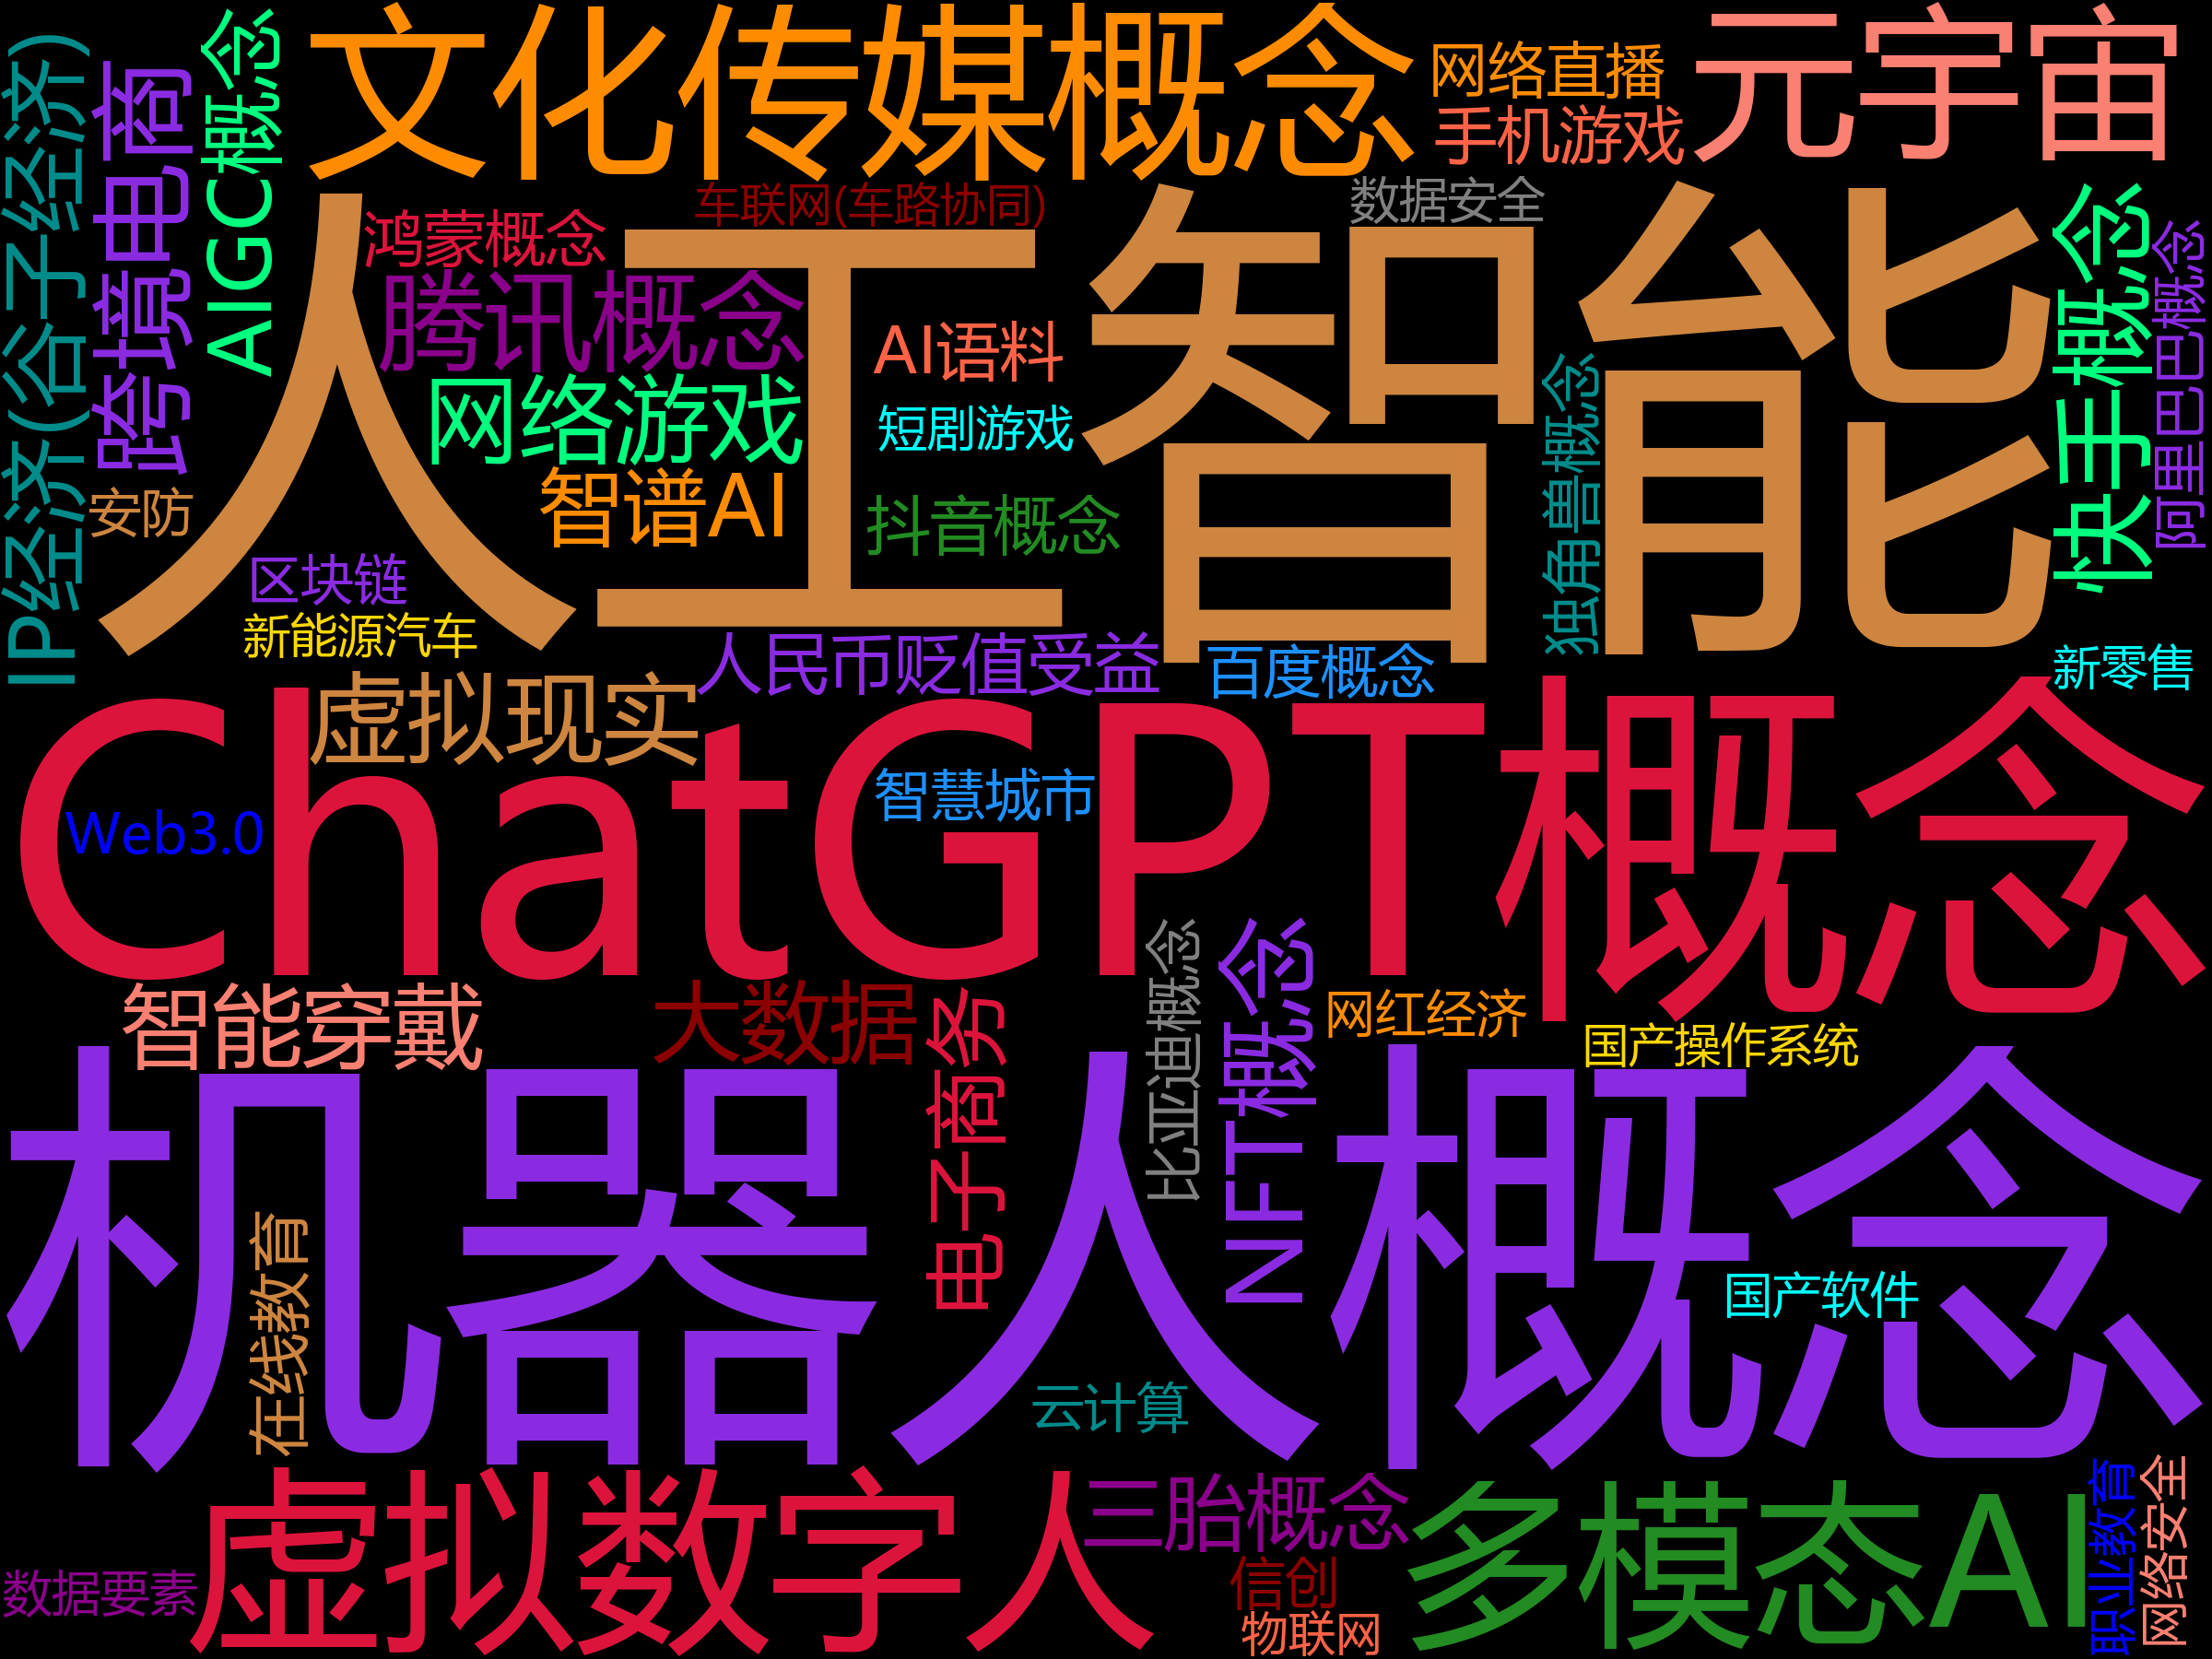 文化传媒概念
网络直播
元宇宙
手机游戏
IP经济(谷子经济)
跨境电商
AIGC概念
车联网(车路协同)
数据安全
鸿蒙概念
人工智能
快手概念
阿里巴巴概念
腾讯概念
AI语料
网络游戏
短剧游戏
独角兽概念
智谱AI
抖音概念
安防
区块链
新能源汽车
人民币贬值受益
百度概念
新零售
虚拟现实
ChatGPT概念
智慧城市
Web3.0
智能穿戴
大数据
电子商务
比亚迪概念
NFT概念
网红经济
国产操作系统
机器人概念
在线教育
国产软件
云计算
虚拟数字人
三胎概念
多模态AI
职业教育
网络安全
数据要素
信创
物联网